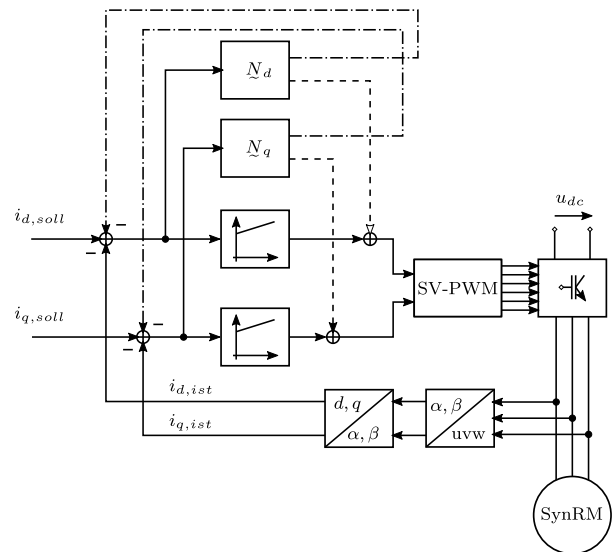 N_d
N_q
u_dc
i_d,soll
−
−
SV-PWM
i_q,soll
−
−
i_d,ist
d, q
α, β
α, β
uvw
i_q,ist
SynRM